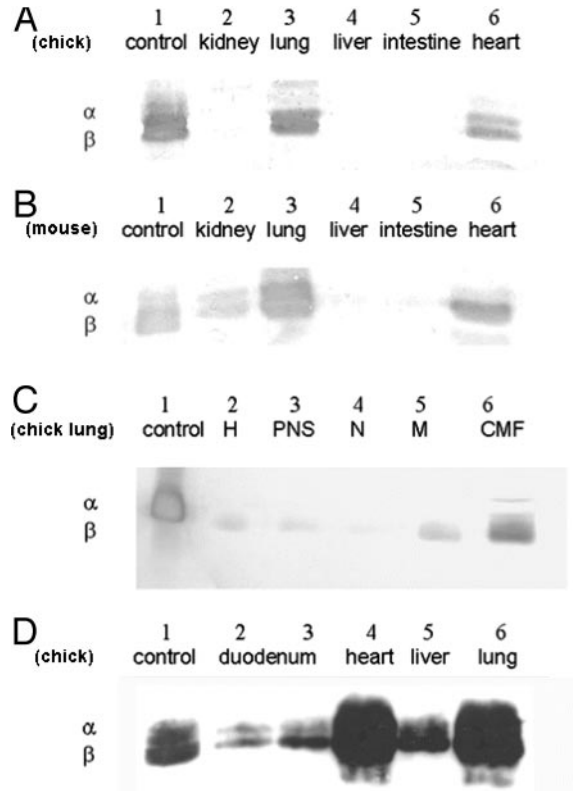 A 1 2 3 4 5 6
(chick) control kidney lung liver intestine heart
α
β
B 1 2 3 4 5 6
(mouse) control kidney lung liver intestine heart
α
β
C 1 2 3 4 5 6
(chick lung) control H PNS N M CMF
α
β
D 1 2 3 4 5 6
(chick) control duodenum heart liver lung
α
β